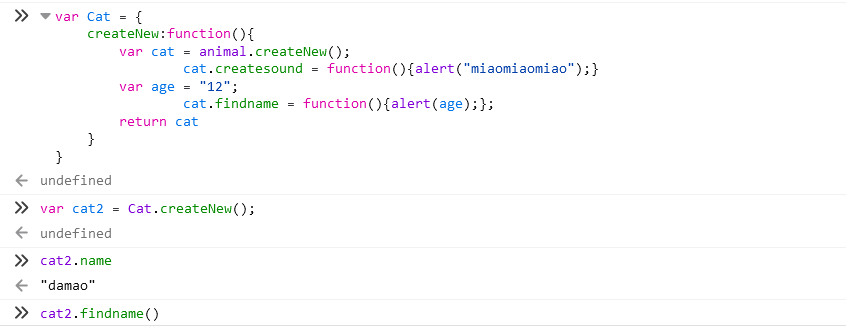 var Cat = {
createNew:function(){
var cat = animal.createNew();
cat.createsound = function(){alert("miaomiaomiao");}
var age = "12";
cat.findname = function(){alert(age);};
return cat
}
}
undefined
var cat2 = Cat.createNew();
undefined
cat2.name
"damao"
cat2.findname()